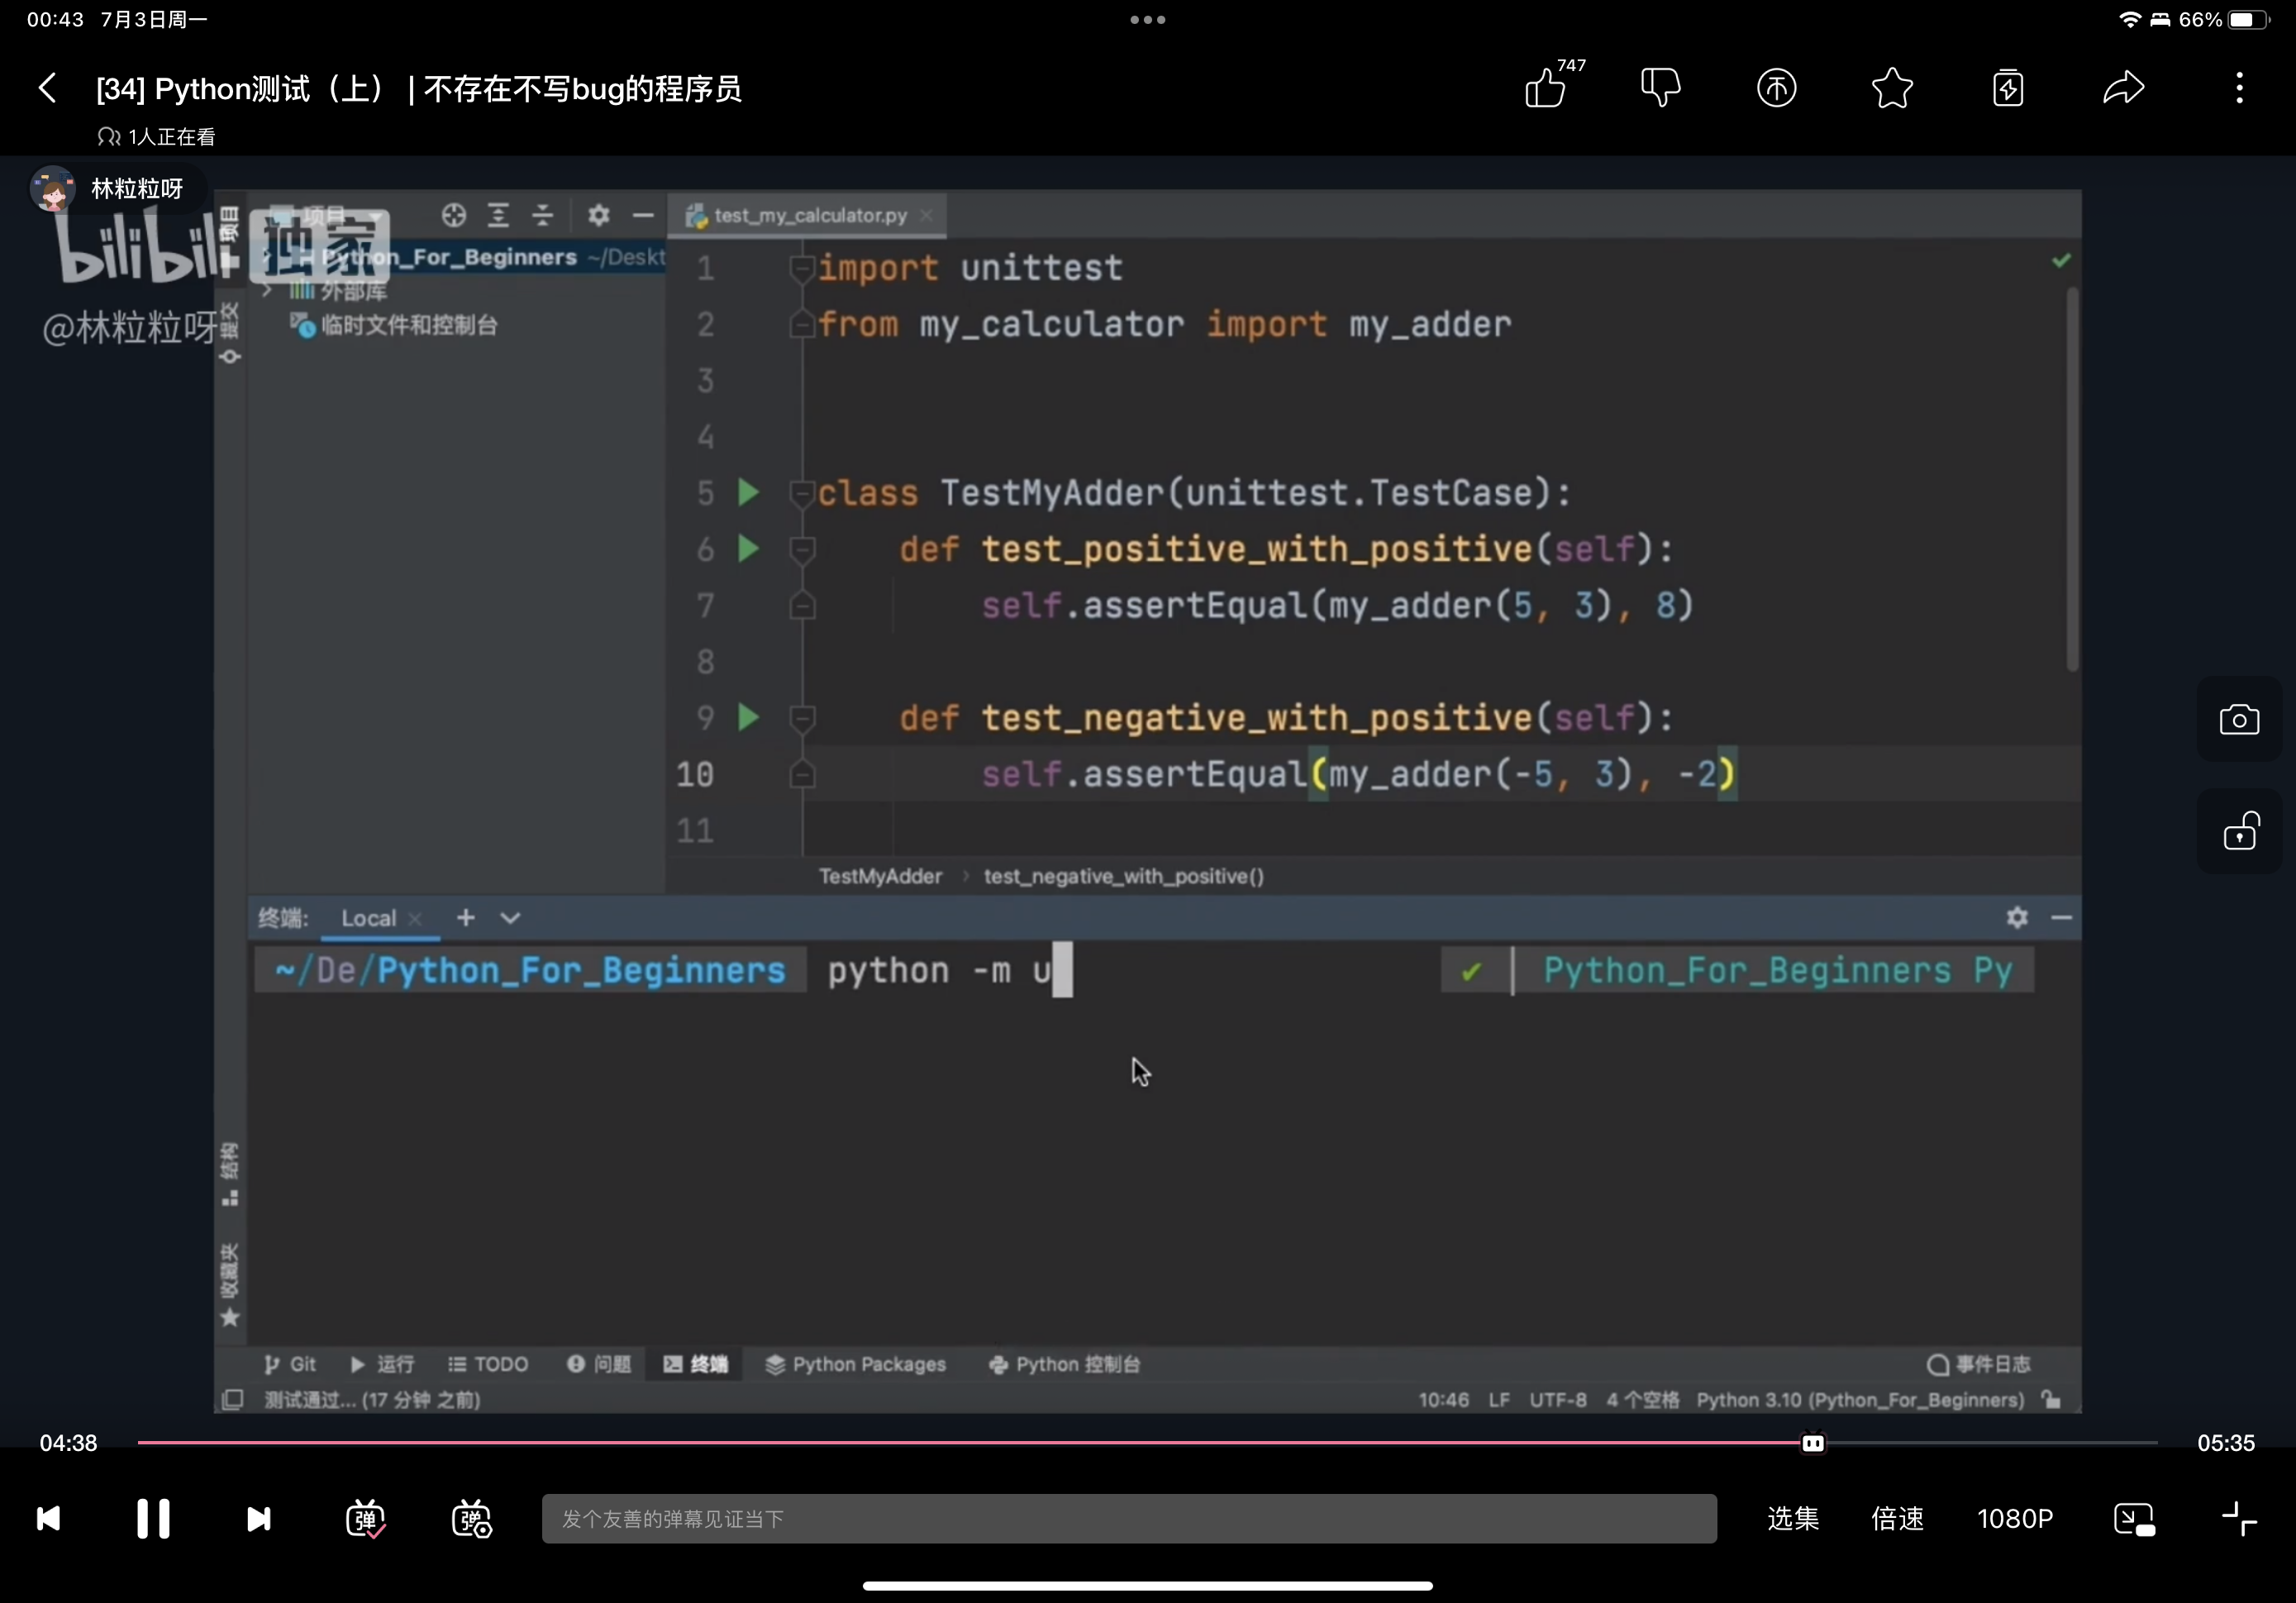 00:43 7月3日周一
66%
[34] Python测试（上） | 不存在不写bug的程序员
747
1人正在看
林粒粒呀
bilibili 独家
@林粒粒呀
项目
提交
项目
Python_For_Beginners ~/Deskt
外部库
临时文件和控制台
test_my_calculator.py
1 import unittest
2 from my_calculator import my_adder
3
4
5 class TestMyAdder(unittest.TestCase):
6 def test_positive_with_positive(self):
7 self.assertEqual(my_adder(5, 3), 8)
8
9 def test_negative_with_positive(self):
10 self.assertEqual(my_adder(-5, 3), -2)
11
TestMyAdder › test_negative_with_positive()
终端: Local
~/De/Python_For_Beginners python -m u ✔ | Python_For_Beginners Py
结构
收藏夹
Git 运行 TODO 问题 终端 Python Packages Python 控制台 事件日志
测试通过... (17 分钟 之前) 10:46 LF UTF-8 4 个空格 Python 3.10 (Python_For_Beginners)
04:38 05:35
弹 弹 发个友善的弹幕见证当下 选集 倍速 1080P